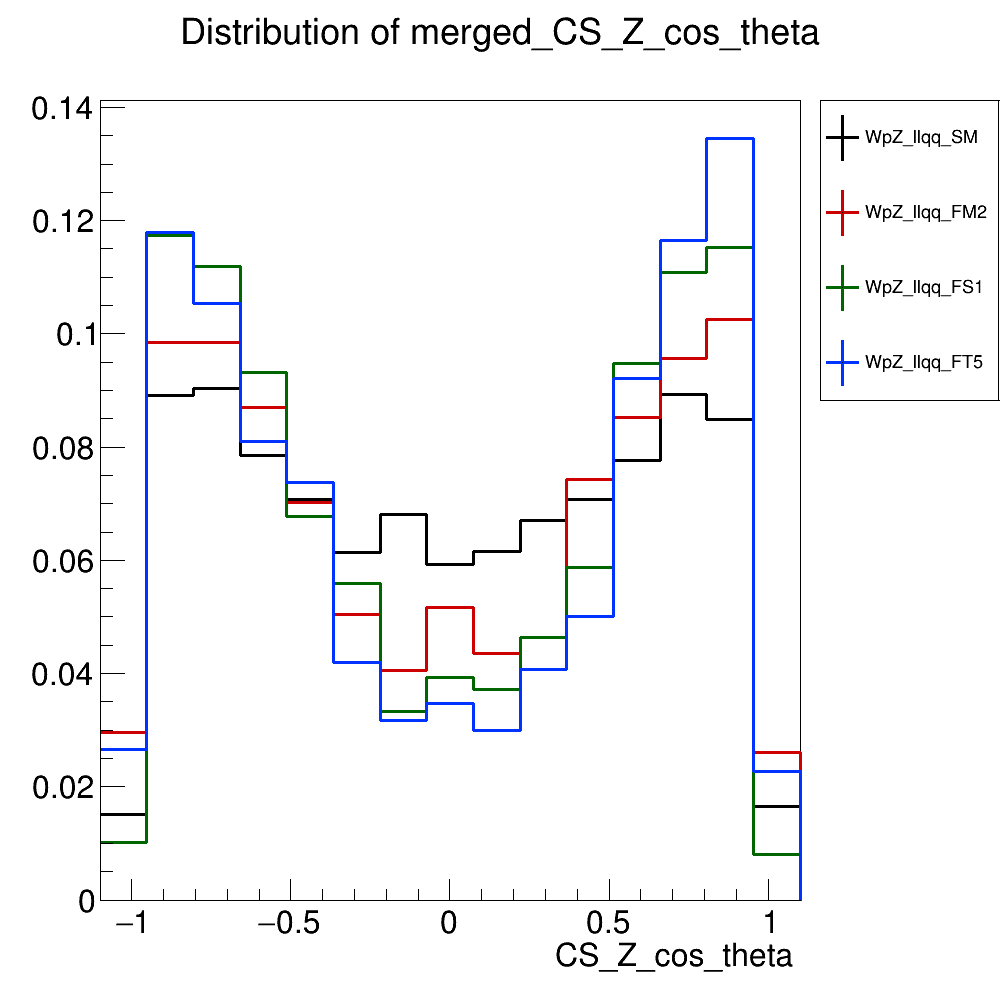 Distribution of merged_CS_Z_cos_theta
0.14
0.12
0.1
0.08
0.06
0.04
0.02
0
−1
−0.5
0
0.5
1
CS_Z_cos_theta
WpZ_llqq_SM
WpZ_llqq_FM2
WpZ_llqq_FS1
WpZ_llqq_FT5